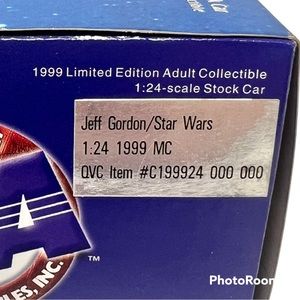 1999 Limited Edition Adult Collectible
1:24-scale Stock Car
Jeff Gordon/Star Wars
1:24 1999 MC
QVC Item #C199924 000 000
INC.
TM
PhotoRoom